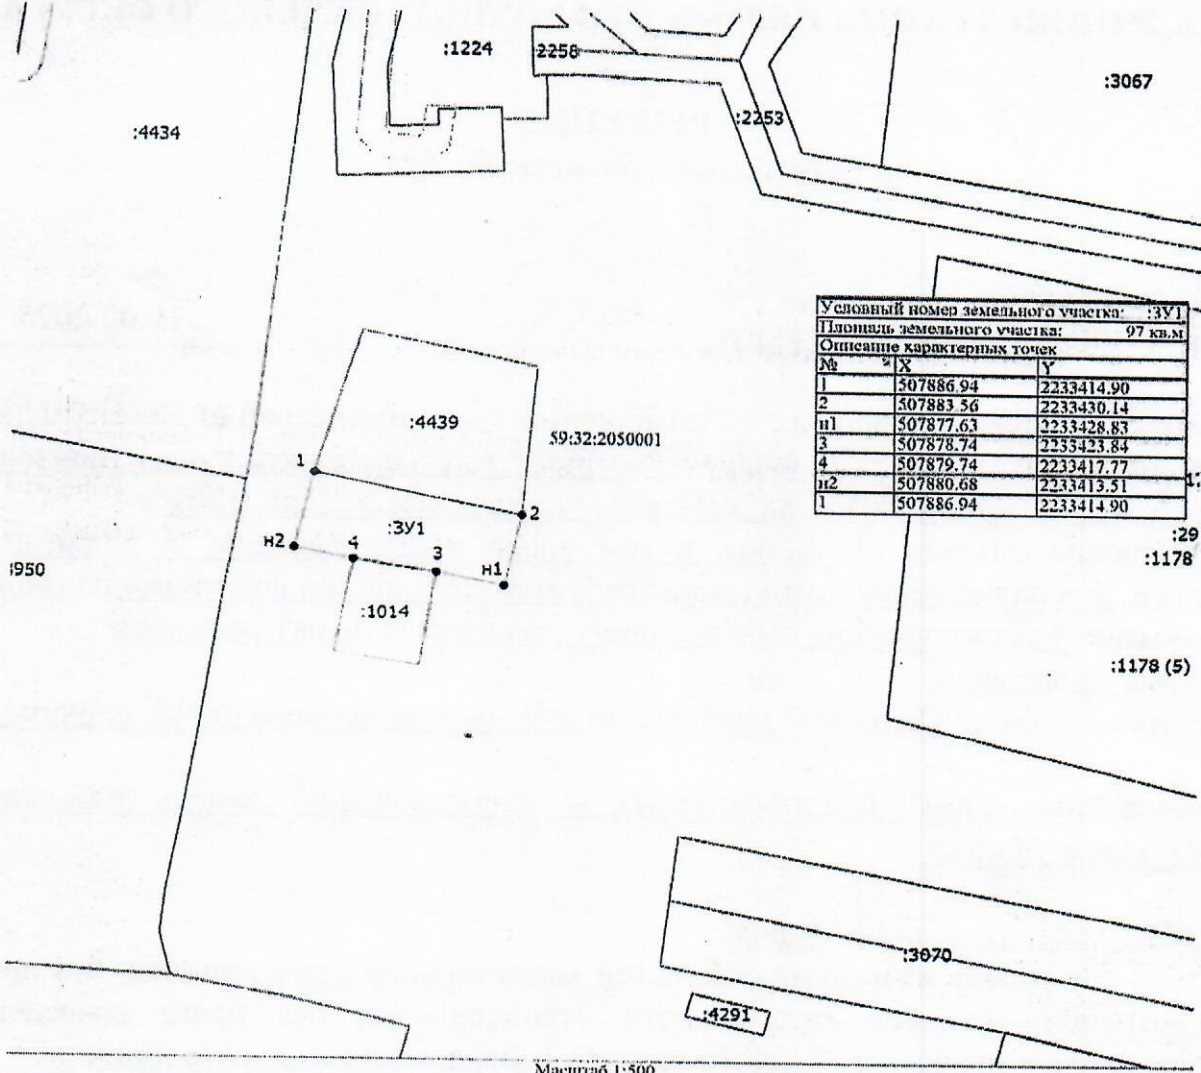 :1224
2258
:3067
:4434
:2253
Условный номер земельного участка: :ЗУ1
Площадь земельного участка: 97 кв.м
Описание характерных точек
№ X Y
1 507886.94 2233414.90
2 507883.56 2233430.14
н1 507877.63 2233428.83
3 507878.74 2233423.84
4 507879.74 2233417.77
н2 507880.68 2233413.51
1 507886.94 2233414.90
:4439
59:32:2050001
1
2
:ЗУ1
н2
4
3
н1
:1014
:29
:1178
:1178 (5)
:3070
:4291
Масштаб 1:500